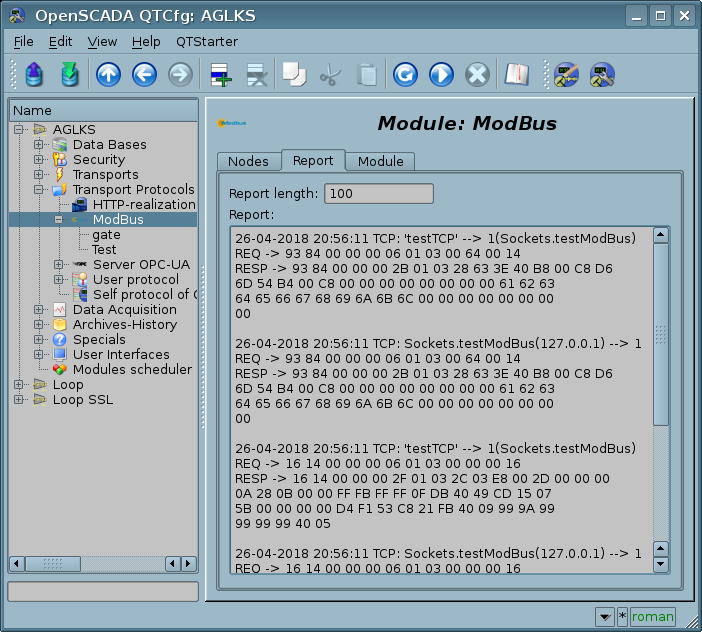 OpenSCADA QTCfg: AGLKS
File Edit View Help QTStarter
Name
AGLKS
Data Bases
Security
Transports
Transport Protocols
HTTP-realization
ModBus
gate
Test
Server OPC-UA
User protocol
Self protocol of O
Data Acquisition
Archives-History
Specials
User Interfaces
Modules scheduler
Loop
Loop SSL
Modbus
Module: ModBus
Nodes Report Module
Report length: 100
Report:
26-04-2018 20:56:11 TCP: 'testTCP' --> 1(Sockets.testModBus)
REQ -> 93 84 00 00 00 06 01 03 00 64 00 14
RESP -> 93 84 00 00 00 2B 01 03 28 63 3E 40 B8 00 C8 D6
6D 54 B4 00 C8 00 00 00 00 00 00 00 00 61 62 63
64 65 66 67 68 69 6A 6B 6C 00 00 00 00 00 00 00
00
26-04-2018 20:56:11 TCP: Sockets.testModBus(127.0.0.1) --> 1
REQ -> 93 84 00 00 00 06 01 03 00 64 00 14
RESP -> 93 84 00 00 00 2B 01 03 28 63 3E 40 B8 00 C8 D6
6D 54 B4 00 C8 00 00 00 00 00 00 00 00 61 62 63
64 65 66 67 68 69 6A 6B 6C 00 00 00 00 00 00 00
00
26-04-2018 20:56:11 TCP: 'testTCP' --> 1(Sockets.testModBus)
REQ -> 16 14 00 00 00 06 01 03 00 00 00 16
RESP -> 16 14 00 00 00 2F 01 03 2C 03 E8 00 2D 00 00 00
0A 28 0B 00 00 FF FB FF FF 0F DB 40 49 CD 15 07
5B 00 00 00 00 D4 F1 53 C8 21 FB 40 09 99 9A 99
99 99 99 40 05
26-04-2018 20:56:11 TCP: Sockets.testModBus(127.0.0.1) --> 1
REQ -> 16 14 00 00 00 06 01 03 00 00 00 16
* roman